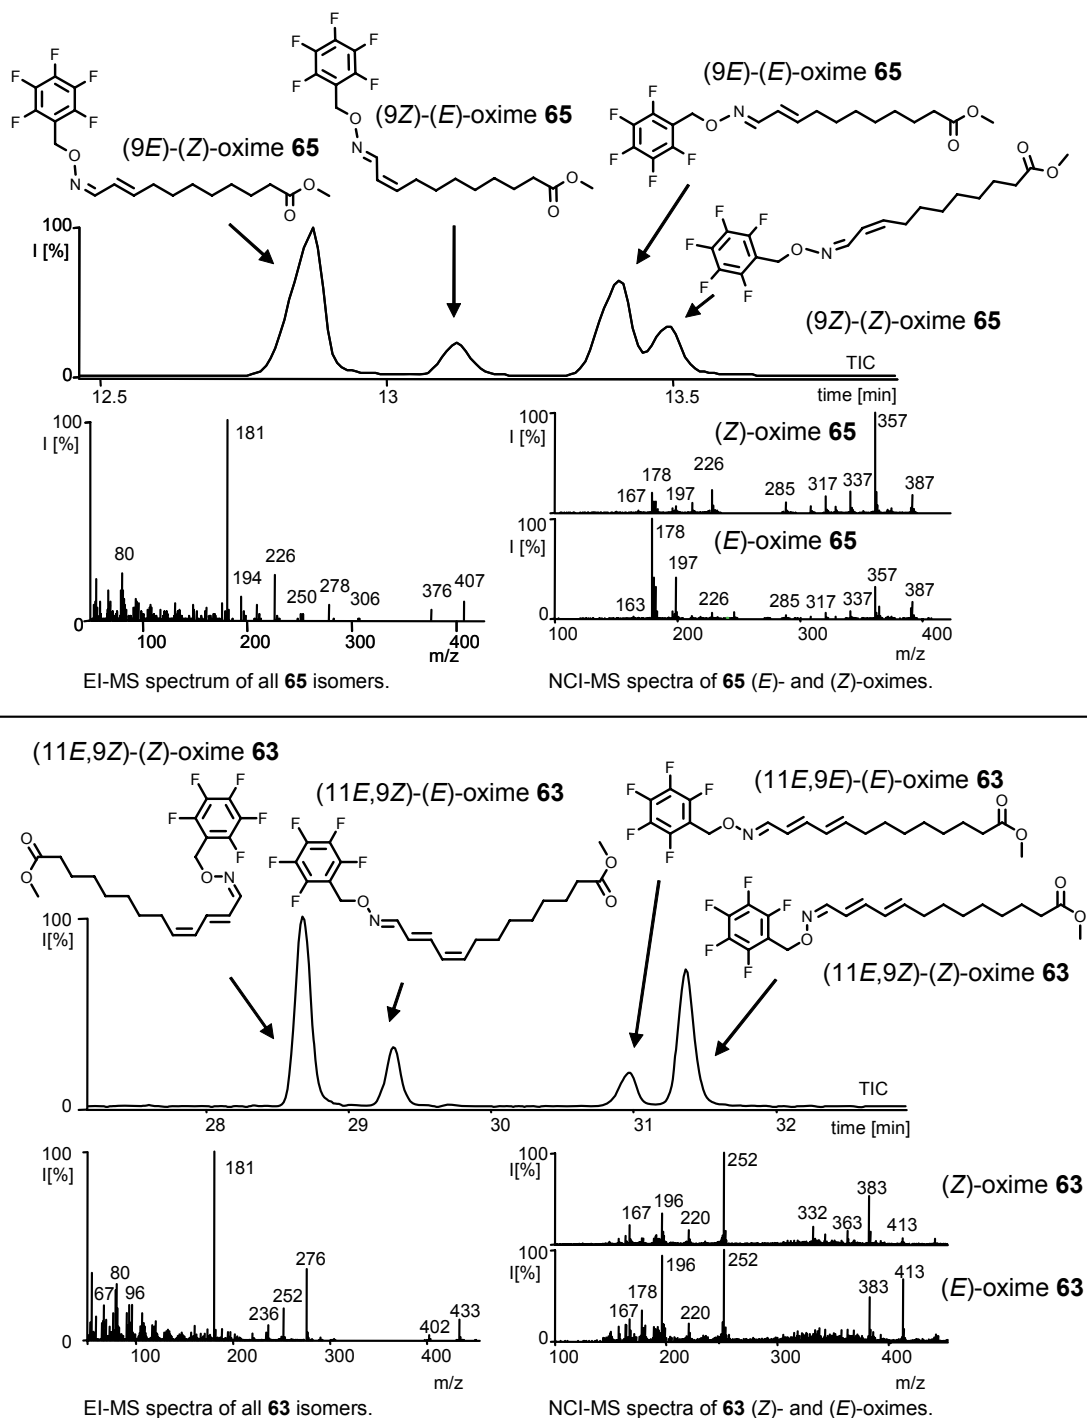 (9E)-(Z)-oxime 65
(9Z)-(E)-oxime 65
(9E)-(E)-oxime 65
(9Z)-(Z)-oxime 65
F
F
F
F
F
O
N
O
O
F
F
F
F
F
O
N
O
O
F
F
F
F
F
O
N
O
O
F
F
F
F
F
O
N
O
O
100
I [%]
0
TIC
12.5
13
13.5
time [min]
100
I [%]
0
181
80
194
226
250
278
306
376
407
100
200
300
400
m/z
EI-MS spectrum of all 65 isomers.
100
I [%]
(Z)-oxime 65
167
178
197
226
285
317
337
357
387
100
I [%]
0
(E)-oxime 65
163
178
197
226
285
317
337
357
387
100
200
300
400
m/z
NCI-MS spectra of 65 (E)- and (Z)-oximes.
(11E,9Z)-(Z)-oxime 63
(11E,9Z)-(E)-oxime 63
(11E,9E)-(E)-oxime 63
(11E,9Z)-(Z)-oxime 63
F
F
F
F
F
O
N
O
O
F
F
F
F
F
O
N
O
O
F
F
F
F
F
O
N
O
O
F
F
F
F
F
O
N
O
O
100
I[%]
0
TIC
28
29
30
31
32
time [min]
100
I[%]
0
181
67
80
96
236
252
276
402
433
100
200
300
400
m/z
EI-MS spectra of all 63 isomers.
100
I[%]
0
(Z)-oxime 63
167
196
220
252
332
363
383
413
100
I[%]
0
(E)-oxime 63
167
178
196
220
252
383
413
100
200
300
400
m/z
NCI-MS spectra of 63 (Z)- and (E)-oximes.